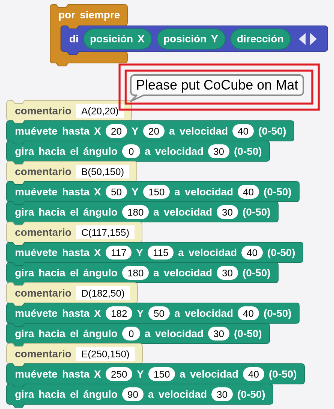 por siempre
di posición X posición Y dirección
Please put CoCube on Mat
comentario A(20,20)
muévete hasta X 20 Y 20 a velocidad 40 (0-50)
gira hacia el ángulo 0 a velocidad 30 (0-50)
comentario B(50,150)
muévete hasta X 50 Y 150 a velocidad 40 (0-50)
gira hacia el ángulo 180 a velocidad 30 (0-50)
comentario C(117,155)
muévete hasta X 117 Y 115 a velocidad 40 (0-50)
gira hacia el ángulo 180 a velocidad 30 (0-50)
comentario D(182,50)
muévete hasta X 182 Y 50 a velocidad 40 (0-50)
gira hacia el ángulo 0 a velocidad 30 (0-50)
comentario E(250,150)
muévete hasta X 250 Y 150 a velocidad 40 (0-50)
gira hacia el ángulo 90 a velocidad 30 (0-50)